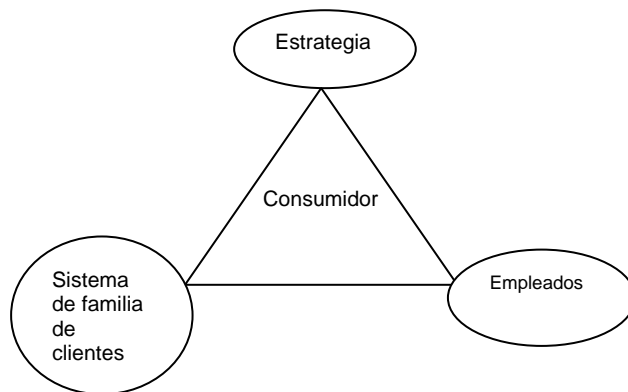 Estrategia
Consumidor
Sistema
de familia
de
clientes
Empleados